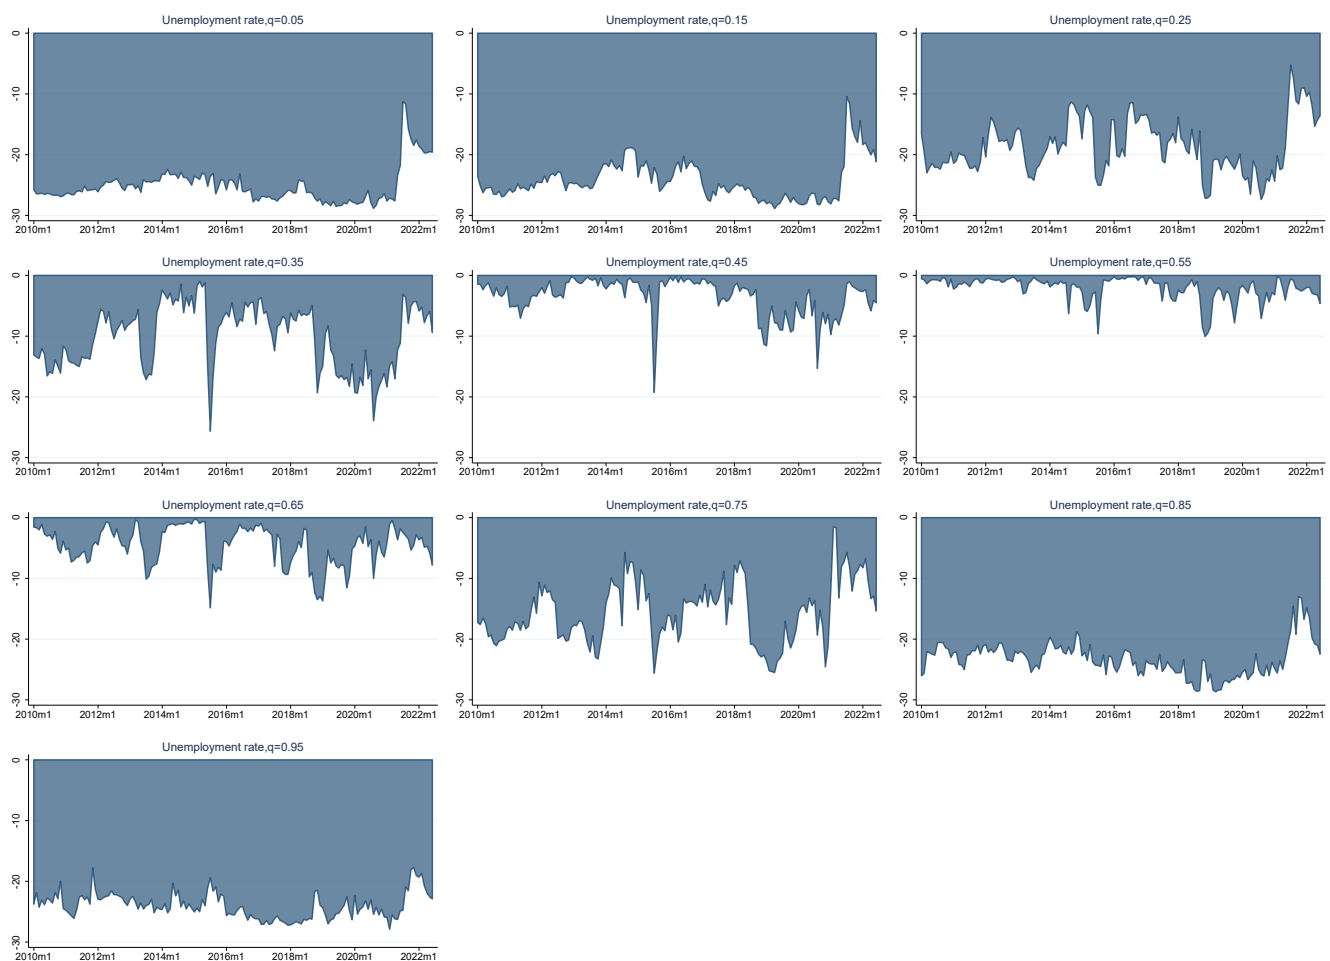 Unemployment rate,q=0.05
0
-10
-20
-30
2010m1 2012m1 2014m1 2016m1 2018m1 2020m1 2022m1
Unemployment rate,q=0.15
0
-10
-20
-30
2010m1 2012m1 2014m1 2016m1 2018m1 2020m1 2022m1
Unemployment rate,q=0.25
0
-10
-20
-30
2010m1 2012m1 2014m1 2016m1 2018m1 2020m1 2022m1
Unemployment rate,q=0.35
0
-10
-20
-30
2010m1 2012m1 2014m1 2016m1 2018m1 2020m1 2022m1
Unemployment rate,q=0.45
0
-10
-20
-30
2010m1 2012m1 2014m1 2016m1 2018m1 2020m1 2022m1
Unemployment rate,q=0.55
0
-10
-20
-30
2010m1 2012m1 2014m1 2016m1 2018m1 2020m1 2022m1
Unemployment rate,q=0.65
0
-10
-20
-30
2010m1 2012m1 2014m1 2016m1 2018m1 2020m1 2022m1
Unemployment rate,q=0.75
0
-10
-20
-30
2010m1 2012m1 2014m1 2016m1 2018m1 2020m1 2022m1
Unemployment rate,q=0.85
0
-10
-20
-30
2010m1 2012m1 2014m1 2016m1 2018m1 2020m1 2022m1
Unemployment rate,q=0.95
0
-10
-20
-30
2010m1 2012m1 2014m1 2016m1 2018m1 2020m1 2022m1